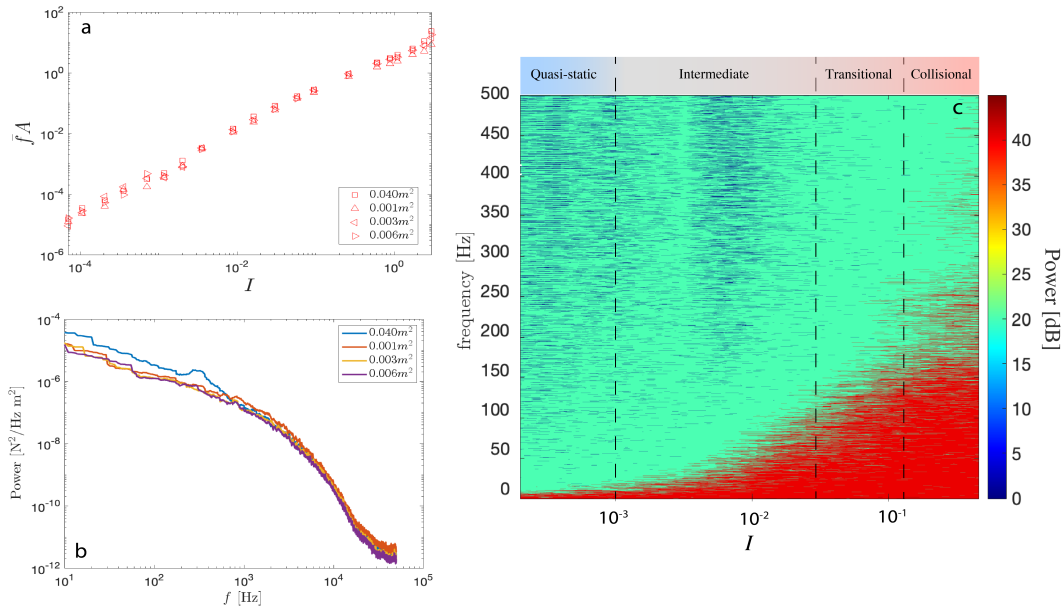 a
10^2
10^0
10^-2
10^-4
10^-6
f̄A
0.040m^2
0.001m^2
0.003m^2
0.006m^2
10^-4
10^-2
10^0
I
10^-4
10^-6
10^-8
10^-10
10^-12
Power [N^2/Hz m^2]
0.040m^2
0.001m^2
0.003m^2
0.006m^2
b
10^1
10^2
10^3
10^4
10^5
f [Hz]
Quasi-static Intermediate Transitional Collisional
c
500
450
400
350
300
250
200
150
100
50
0
frequency [Hz]
10^-3
10^-2
10^-1
I
40
35
30
25
20
15
10
5
0
Power [dB]